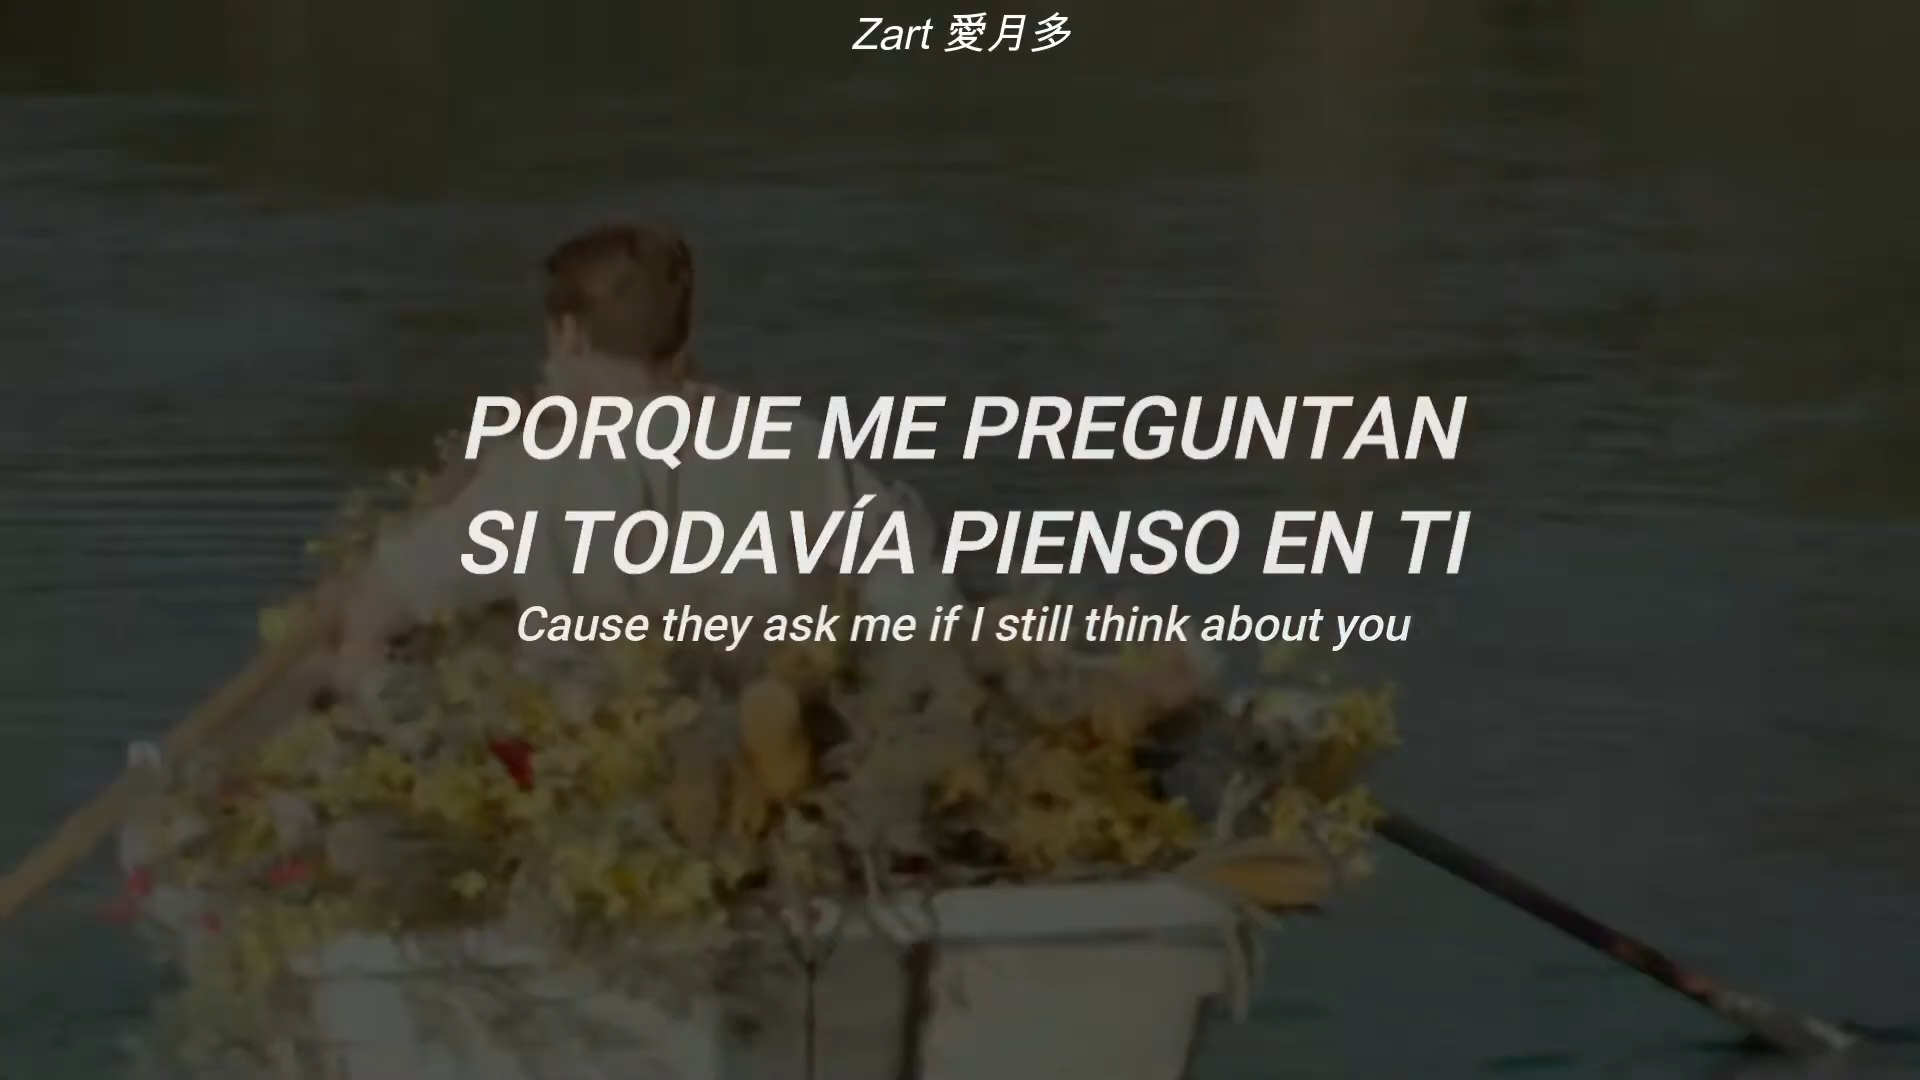 Zart 愛月多
PORQUE ME PREGUNTAN
SI TODAVÍA PIENSO EN TI
Cause they ask me if I still think about you